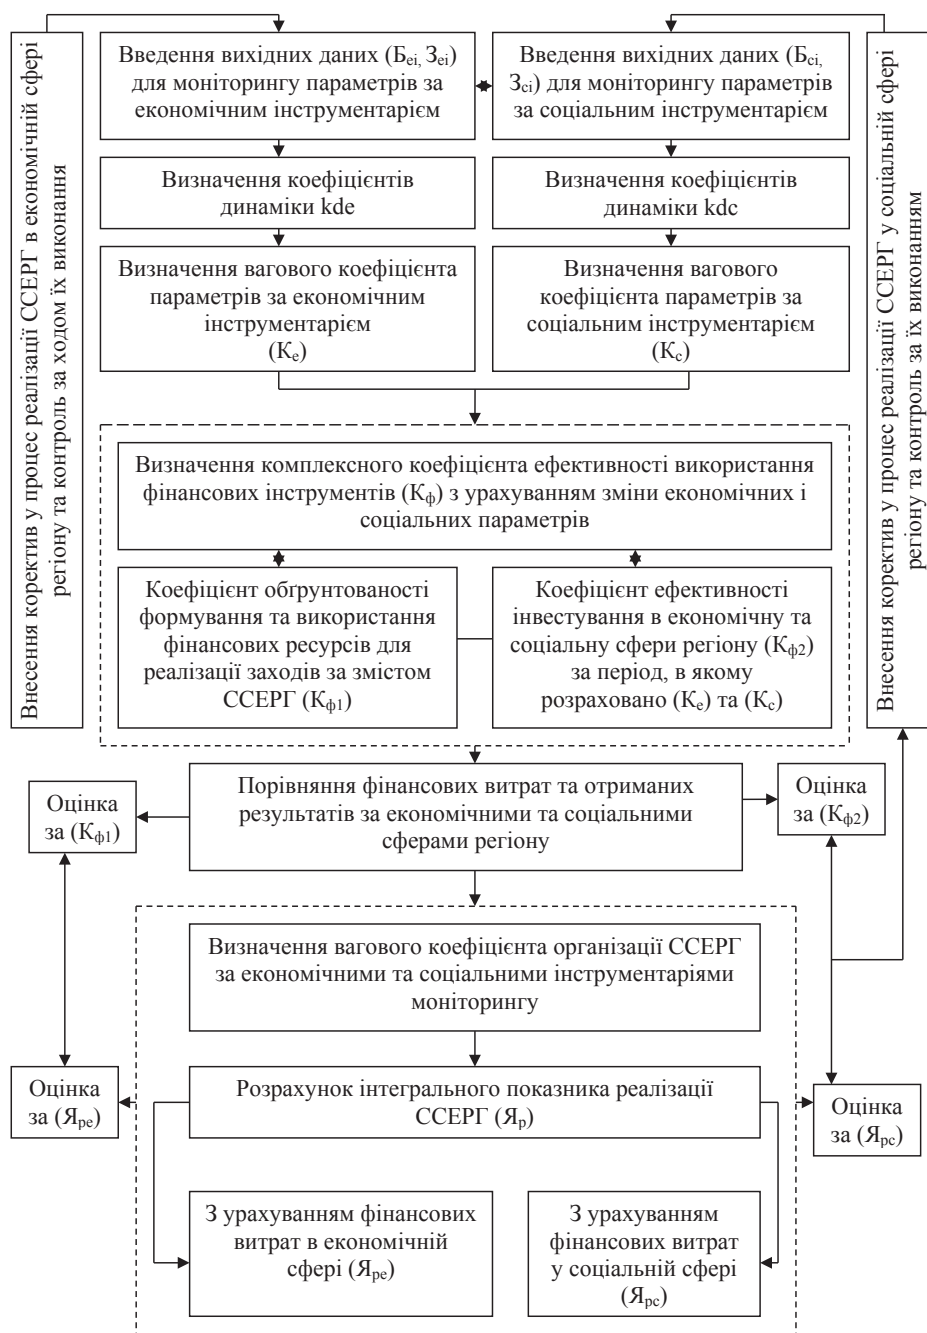 Внесення коректив у процес реалізації ССЕРГ в економічній сфері
регіону та контроль за ходом їх виконання
Введення вихідних даних (Беі, Зеі)
для моніторингу параметрів за
економічним інструментарієм
Введення вихідних даних (Бсі,
Зсі) для моніторингу параметрів
за соціальним інструментарієм
Внесення коректив у процес реалізації ССЕРГ у соціальній сфері
регіону та контроль за їх виконанням
Визначення коефіцієнтів
динаміки kde
Визначення коефіцієнтів
динаміки kdc
Визначення вагового коефіцієнта
параметрів за економічним
інструментарієм
(Ке)
Визначення вагового
коефіцієнта параметрів за
соціальним інструментарієм
(Кс)
Визначення комплексного коефіцієнта ефективності використання
фінансових інструментів (Кф) з урахуванням зміни економічних і
соціальних параметрів
Коефіцієнт обґрунтованості
формування та використання
фінансових ресурсів для
реалізації заходів за змістом
ССЕРГ (Кф1)
Коефіцієнт ефективності
інвестування в економічну та
соціальну сфери регіону (Кф2)
за період, в якому
розраховано (Ке) та (Кс)
Оцінка
за (Кф1)
Порівняння фінансових витрат та отриманих
результатів за економічними та соціальними
сферами регіону
Оцінка
за (Кф2)
Визначення вагового коефіцієнта організації ССЕРГ
за економічними та соціальними інструментаріями
моніторингу
Оцінка
за (Яре)
Розрахунок інтегрального показника реалізації
ССЕРГ (Яр)
Оцінка
за (Ярс)
З урахуванням фінансових
витрат в економічній
сфері (Яре)
З урахуванням
фінансових витрат
у соціальній сфері
(Ярс)